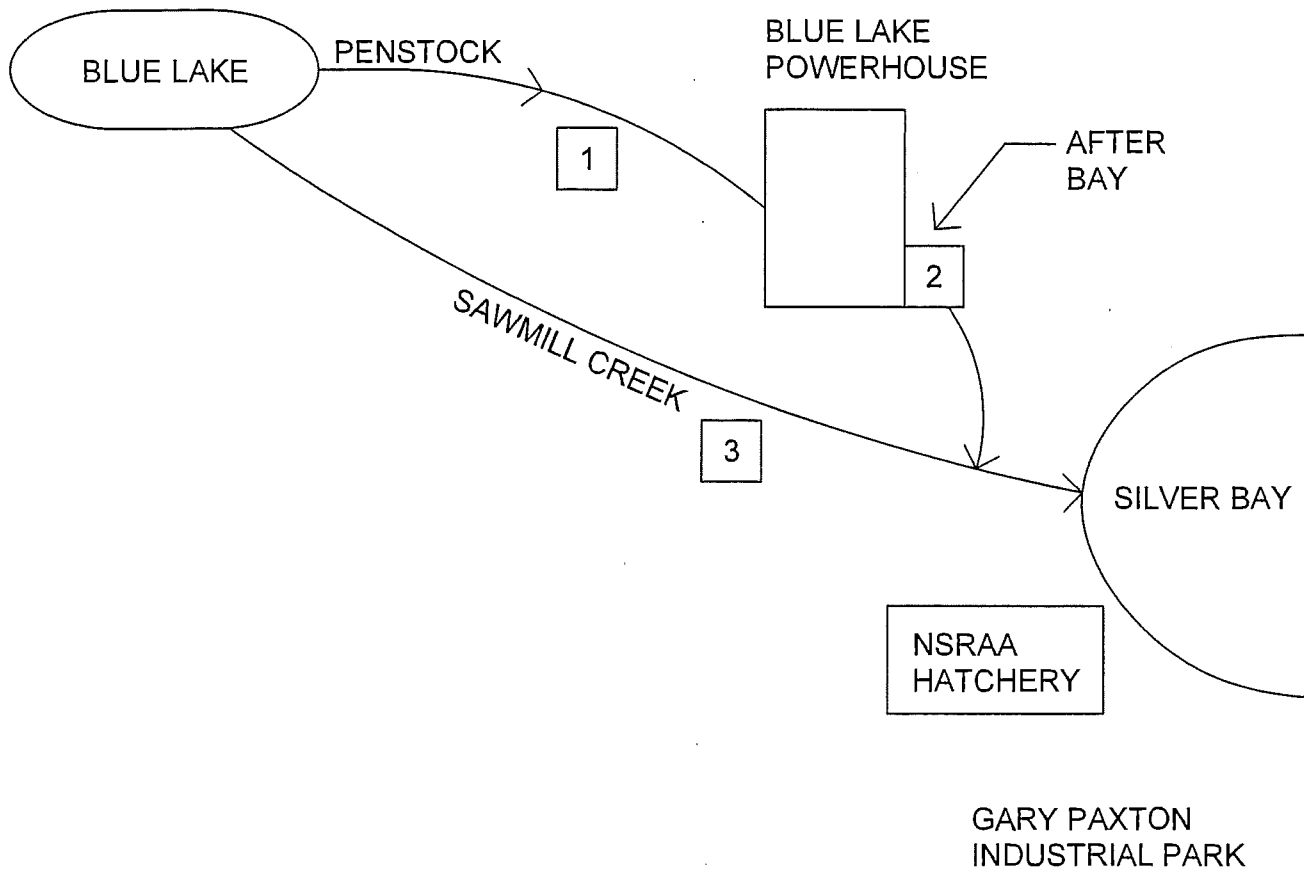 BLUE LAKE
PENSTOCK
BLUE LAKE
POWERHOUSE
1
AFTER
BAY
2
SAWMILL CREEK
3
SILVER BAY
NSRAA
HATCHERY
GARY PAXTON
INDUSTRIAL PARK